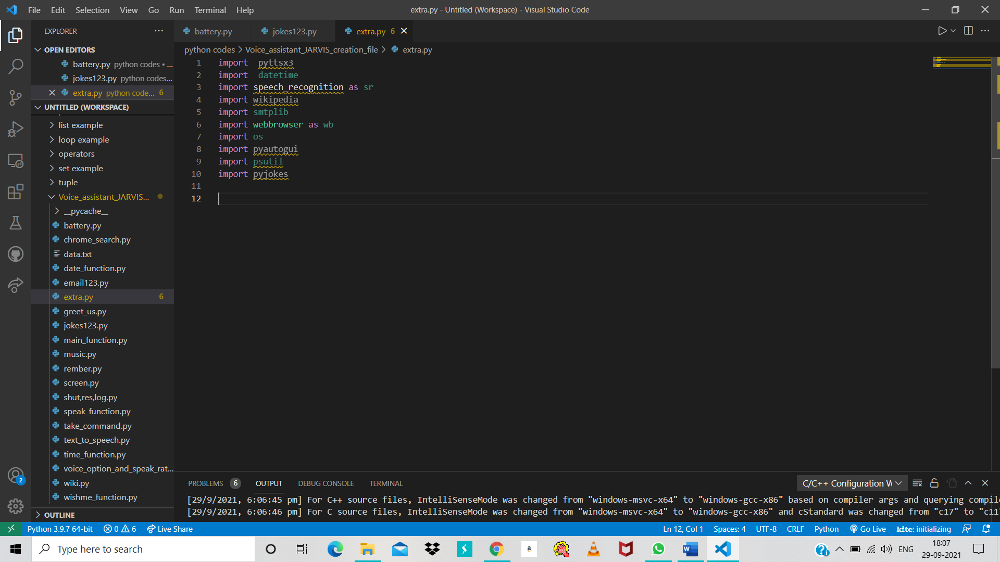 File Edit Selection View Go Run Terminal Help
extra.py - Untitled (Workspace) - Visual Studio Code
EXPLORER
OPEN EDITORS
battery.py python codes • ...
jokes123.py python codes...
extra.py python code... 6
UNTITLED (WORKSPACE)
list example
loop example
operators
set example
tuple
Voice_assistant_JARVIS...
__pycache__
battery.py
chrome_search.py
data.txt
date_function.py
email123.py
extra.py 6
greet_us.py
jokes123.py
main_function.py
music.py
rember.py
screen.py
shut,res,log.py
speak_function.py
take_command.py
text_to_speech.py
time_function.py
voice_option_and_speak_rat...
wiki.py
wishme_function.py
OUTLINE
battery.py jokes123.py extra.py 6
python codes > Voice_assistant_JARVIS_creation_file > extra.py
1 import  pyttsx3
2 import  datetime
3 import speech_recognition as sr
4 import wikipedia
5 import smtplib
6 import webbrowser as wb
7 import os
8 import pyautogui
9 import psutil
10 import pyjokes
11
12
PROBLEMS 6 OUTPUT DEBUG CONSOLE TERMINAL
C/C++ Configuration W
[29/9/2021, 6:06:45 pm] For C++ source files, IntelliSenseMode was changed from "windows-msvc-x64" to "windows-gcc-x86" based on compiler args and querying compile
[29/9/2021, 6:06:46 pm] For C source files, IntelliSenseMode was changed from "windows-msvc-x64" to "windows-gcc-x86" and cStandard was changed from "c17" to "c11"
2
Python 3.9.7 64-bit 0 6 Live Share
Ln 12, Col 1 Spaces: 4 UTF-8 CRLF Python Go Live kite: initializing
Type here to search
a
ENG
18:07
29-09-2021